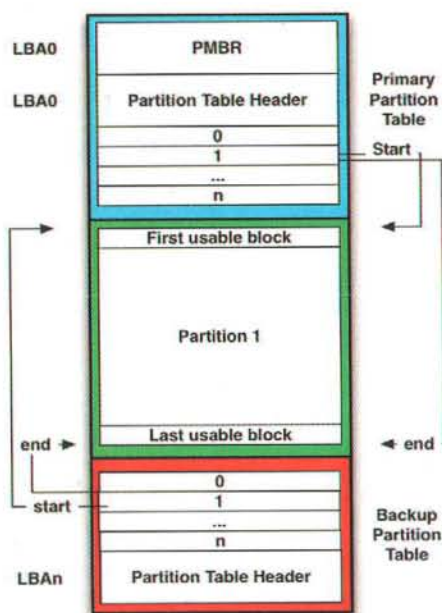 LBA0
PMBR
LBA0
Partition Table Header
Primary
Partition
Table
0
1
Start
...
n
First usable block
Partition 1
end
Last usable block
end
0
start
1
...
n
Backup
Partition
Table
LBAn
Partition Table Header